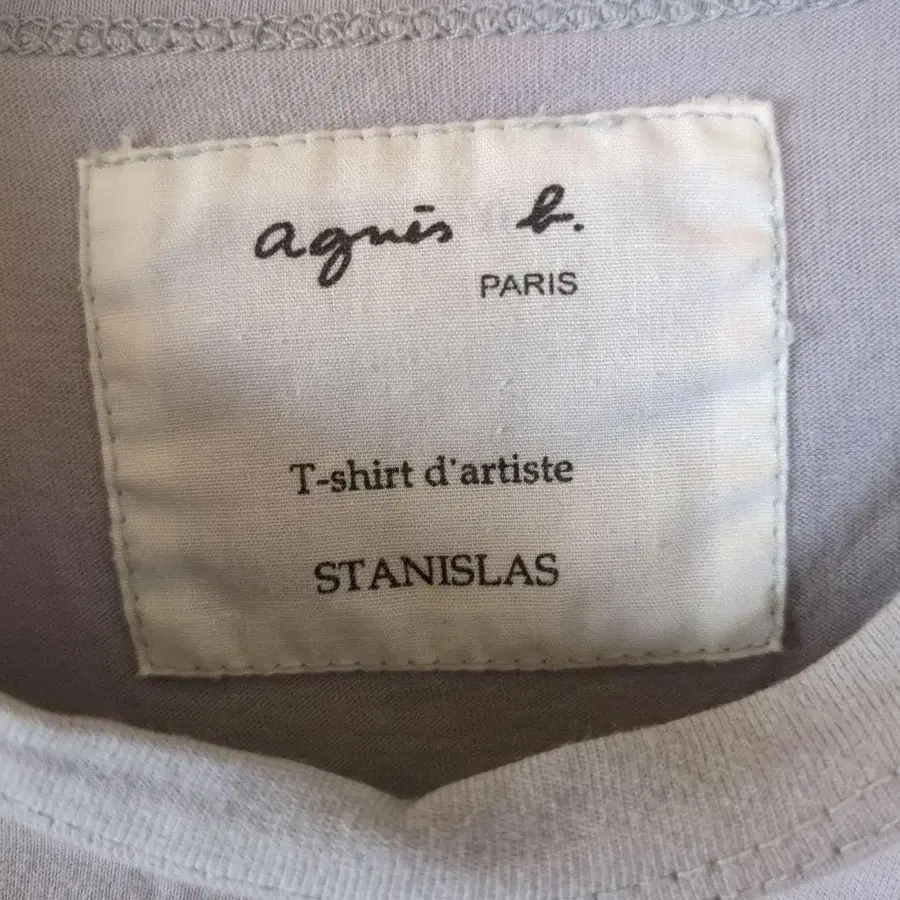 agnès b.
PARIS
T-shirt d'artiste
STANISLAS